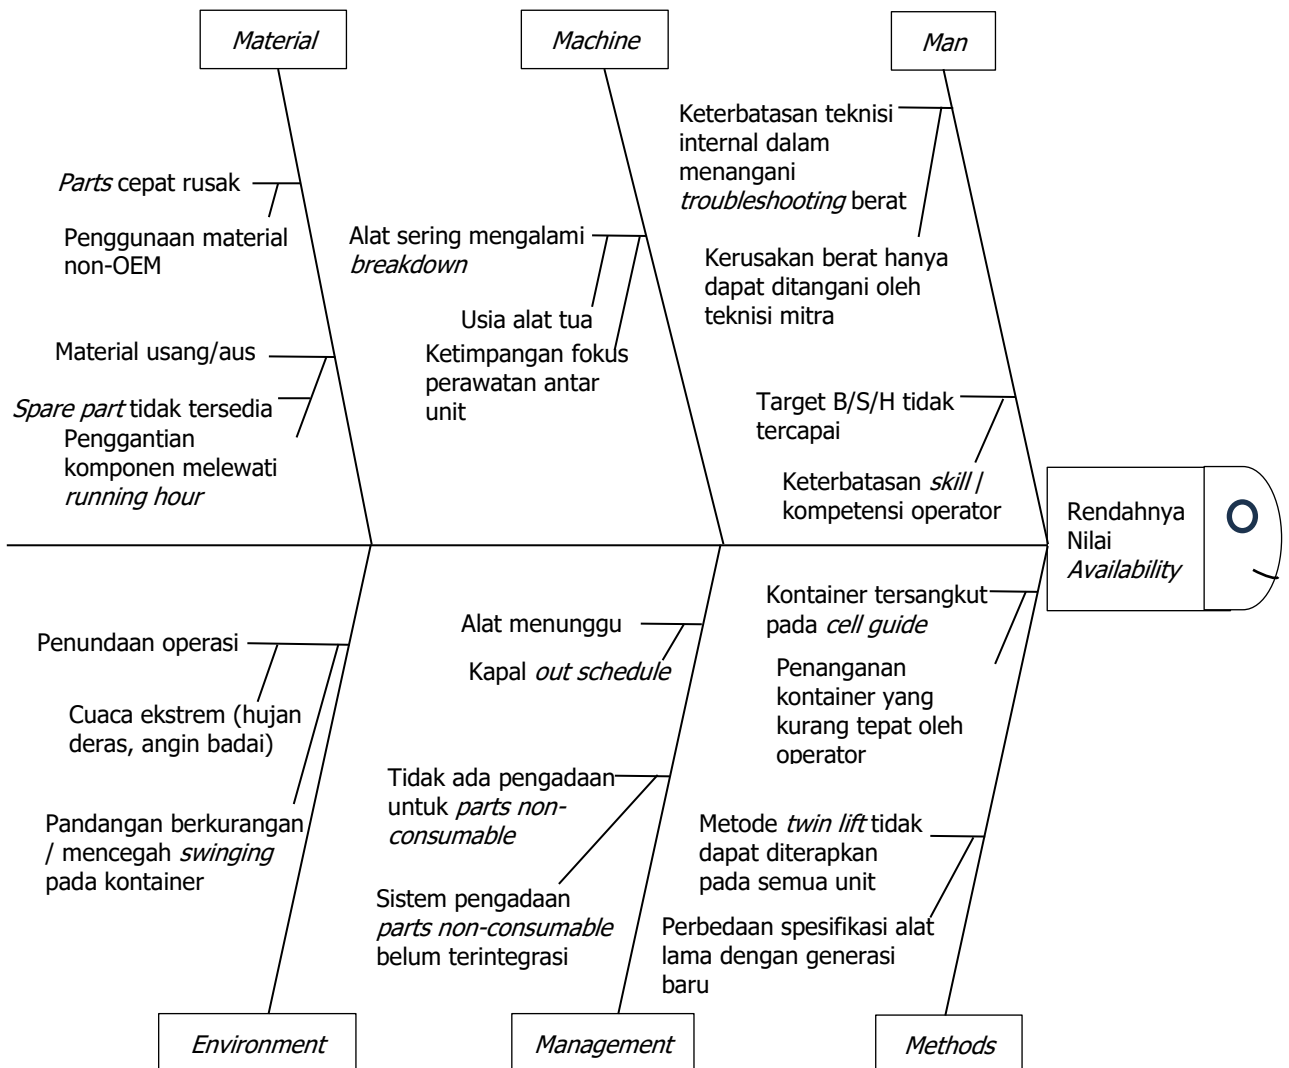 Material
Machine
Man
Keterbatasan teknisi
internal dalam
menangani
troubleshooting berat
Parts cepat rusak
Penggunaan material
non-OEM
Alat sering mengalami
breakdown
Kerusakan berat hanya
dapat ditangani oleh
teknisi mitra
Usia alat tua
Ketimpangan fokus
perawatan antar
unit
Material usang/aus
Spare part tidak tersedia
Penggantian
komponen melewati
running hour
Target B/S/H tidak
tercapai
Keterbatasan skill /
kompetensi operator
Rendahnya
Nilai
Availability
Penundaan operasi
Cuaca ekstrem (hujan
deras, angin badai)
Pandangan berkurangan
/ mencegah swinging
pada kontainer
Alat menunggu
Kapal out schedule
Tidak ada pengadaan
untuk parts non-
consumable
Sistem pengadaan
parts non-consumable
belum terintegrasi
Kontainer tersangkut
pada cell guide
Penanganan
kontainer yang
kurang tepat oleh
operator
Metode twin lift tidak
dapat diterapkan
pada semua unit
Perbedaan spesifikasi alat
lama dengan generasi
baru
Environment
Management
Methods